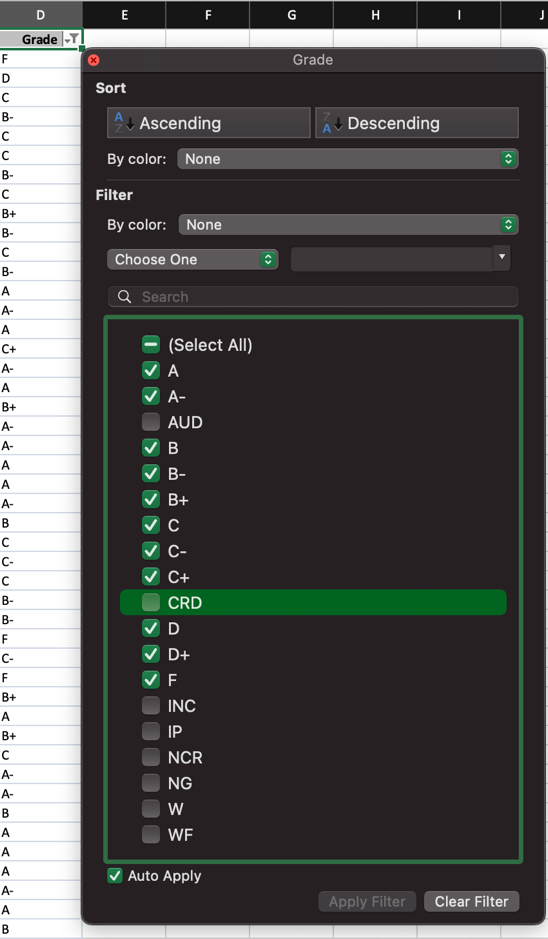 D E F G H I J
Grade
F
D
C
B-
C
C
B-
C
B+
B-
C
B-
A
A-
A
C+
A-
A
B+
A-
A-
A
A
A-
B
C
C-
C
B-
B-
F
C-
F
B+
A
B+
C
A-
A-
B
A
A
A
A-
A
B
Grade
Sort
A Z Ascending Z A Descending
By color: None
Filter
By color: None
Choose One
Search
(Select All)
A
A-
AUD
B
B-
B+
C
C-
C+
CRD
D
D+
F
INC
IP
NCR
NG
W
WF
Auto Apply
Apply Filter Clear Filter